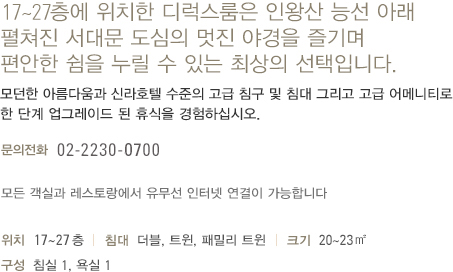 17~27층에 위치한 디럭스룸은 인왕산 능선 아래
펼쳐진 서대문 도심의 멋진 야경을 즐기며
편안한 쉼을 누릴 수 있는 최상의 선택입니다.
모던한 아름다움과 신라호텔 수준의 고급 침구 및 침대 그리고 고급 어메니티로
한 단계 업그레이드 된 휴식을 경험하십시오.
문의전화 02-2230-0700
모든 객실과 레스토랑에서 유무선 인터넷 연결이 가능합니다
위치 17~27 층 | 침대 더블, 트윈, 패밀리 트윈 | 크기 20~23㎡
구성 침실 1, 욕실 1